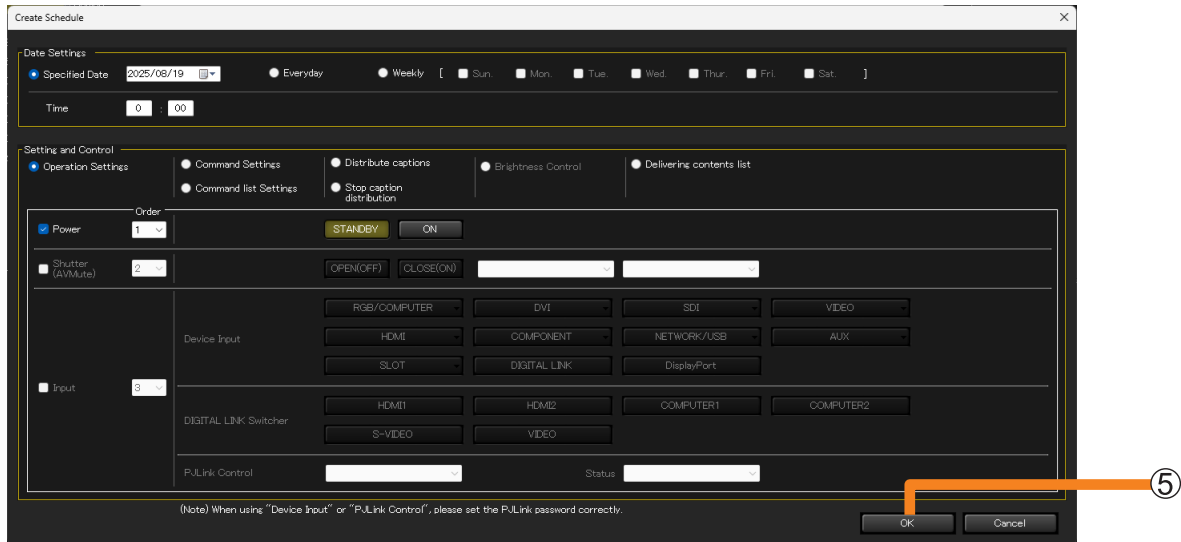 Create Schedule
Date Settings
Specified Date 2025/08/19 Everyday Weekly [ Sun. Mon. Tue. Wed. Thur. Fri. Sat. ]
Time 0 : 00
Setting and Control
Operation Settings Command Settings Distribute captions Brightness Control Delivering contents list
Command list Settings Stop caption distribution
Order
Power 1 STANDBY ON
Shutter (AVMute) 2 OPEN(OFF) CLOSE(ON)
RGB/COMPUTER DVI SDI VIDEO
Device Input HDMI COMPONENT NETWORK/USB AUX
SLOT DIGITAL LINK DisplayPort
Input 3
HDMI1 HDMI2 COMPUTER1 COMPUTER2
DIGITAL LINK Switcher
S-VIDEO VIDEO
PJLink Control Status
⑤
(Note) When using "Device Input" or "PJLink Control", please set the PJLink password correctly.
OK Cancel